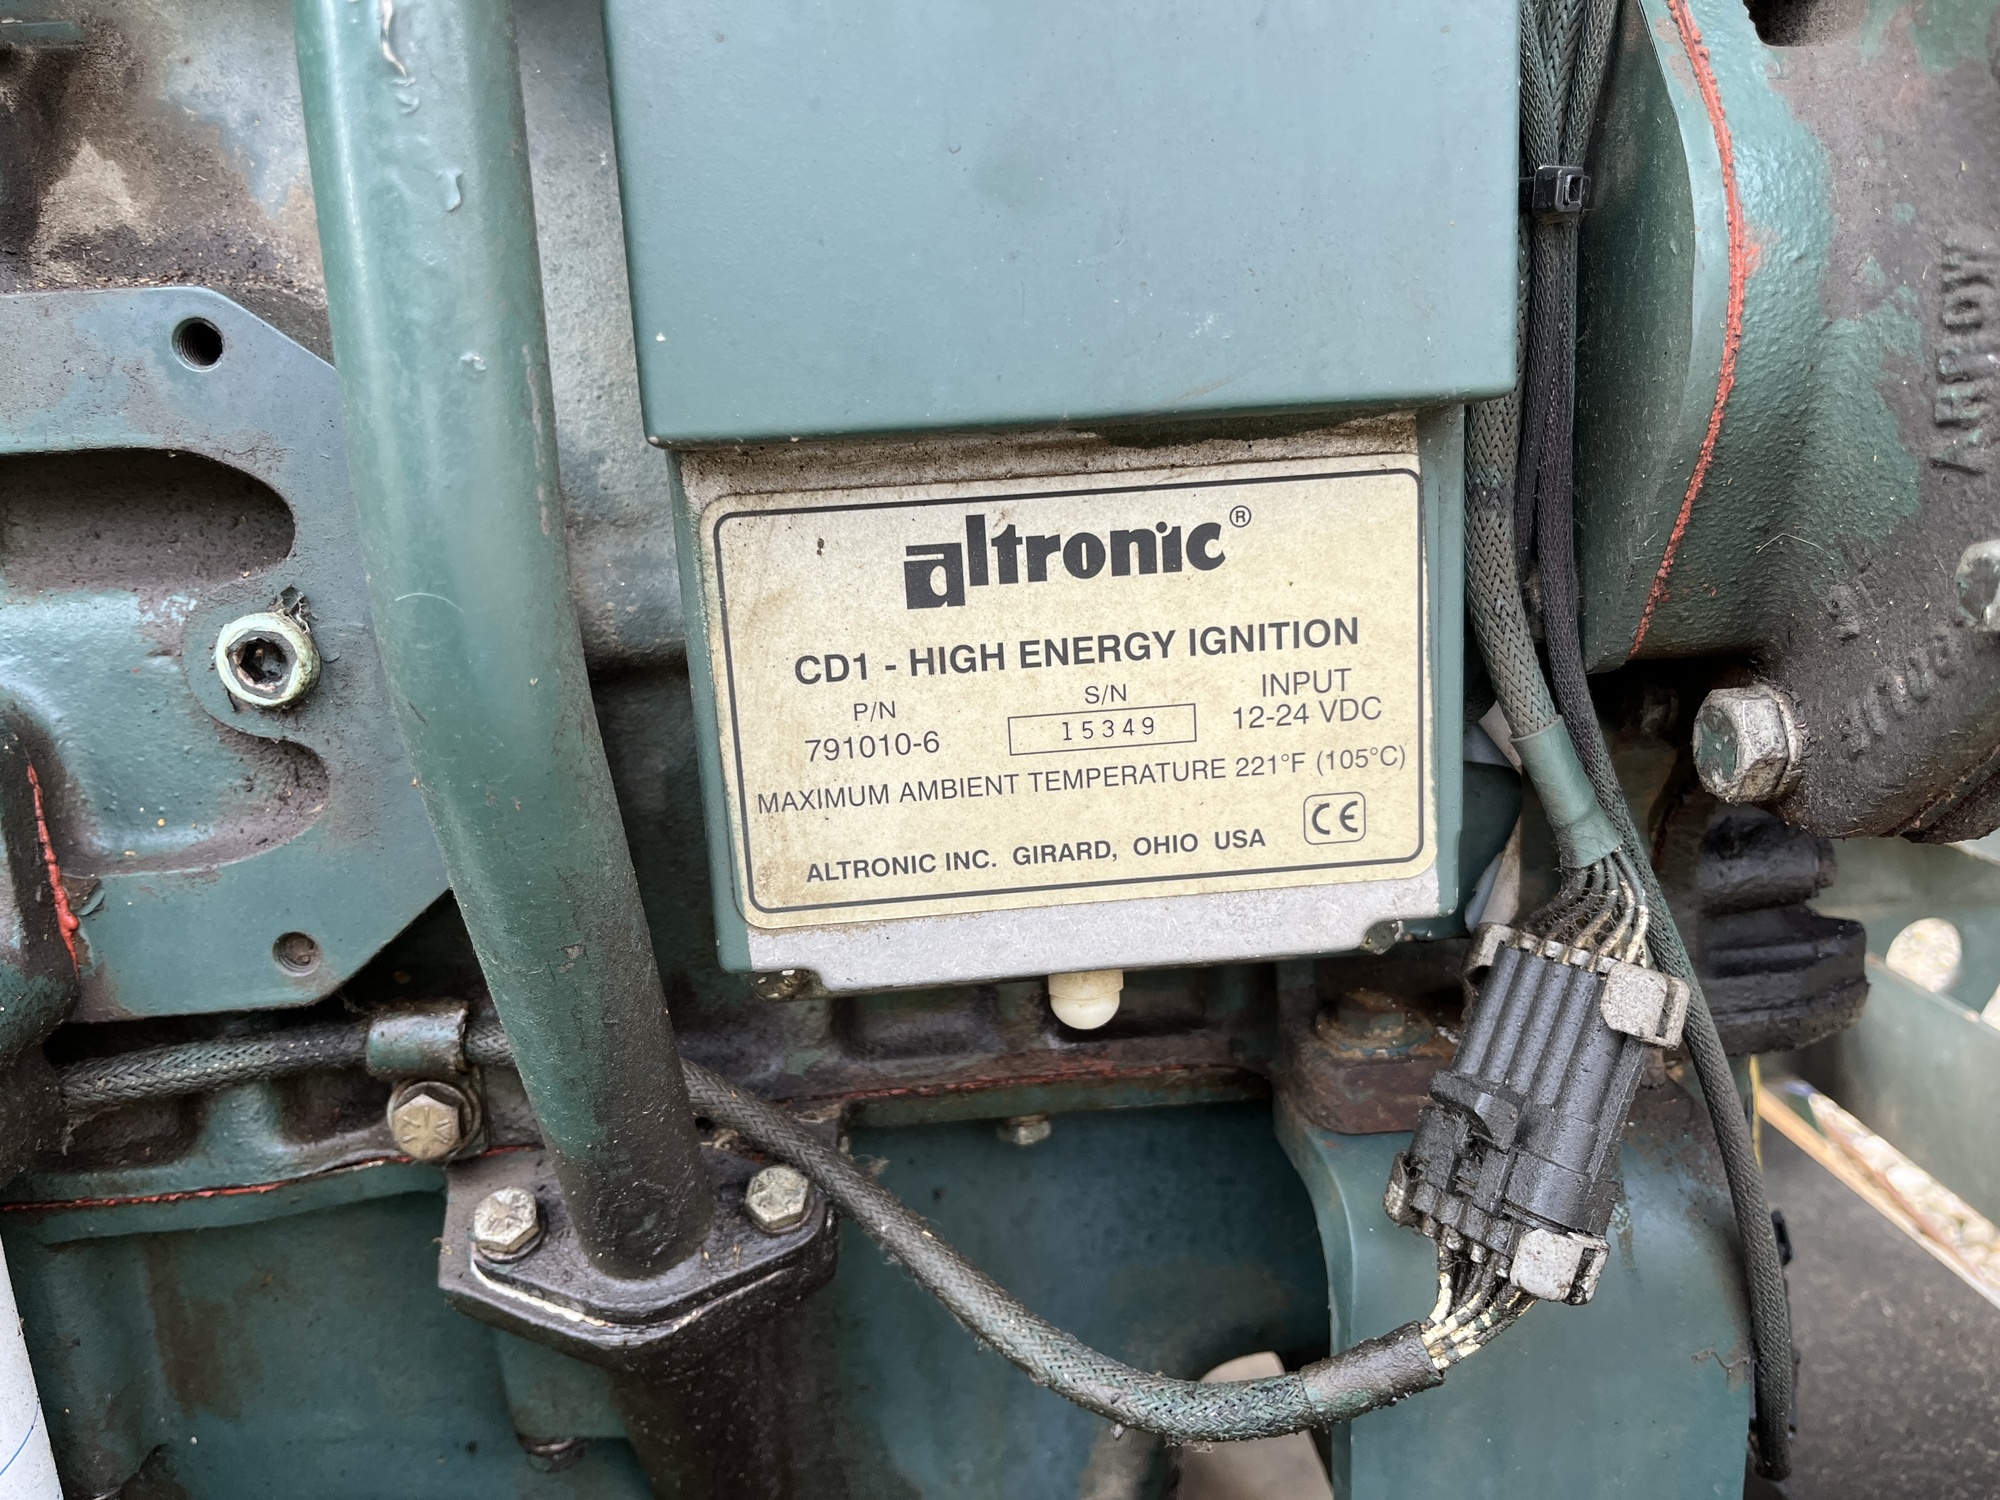 altronic®
CD1 - HIGH ENERGY IGNITION
P/N S/N INPUT
791010-6 15349 12-24 VDC
MAXIMUM AMBIENT TEMPERATURE 221°F (105°C)
ALTRONIC INC. GIRARD, OHIO USA CE
ARROW